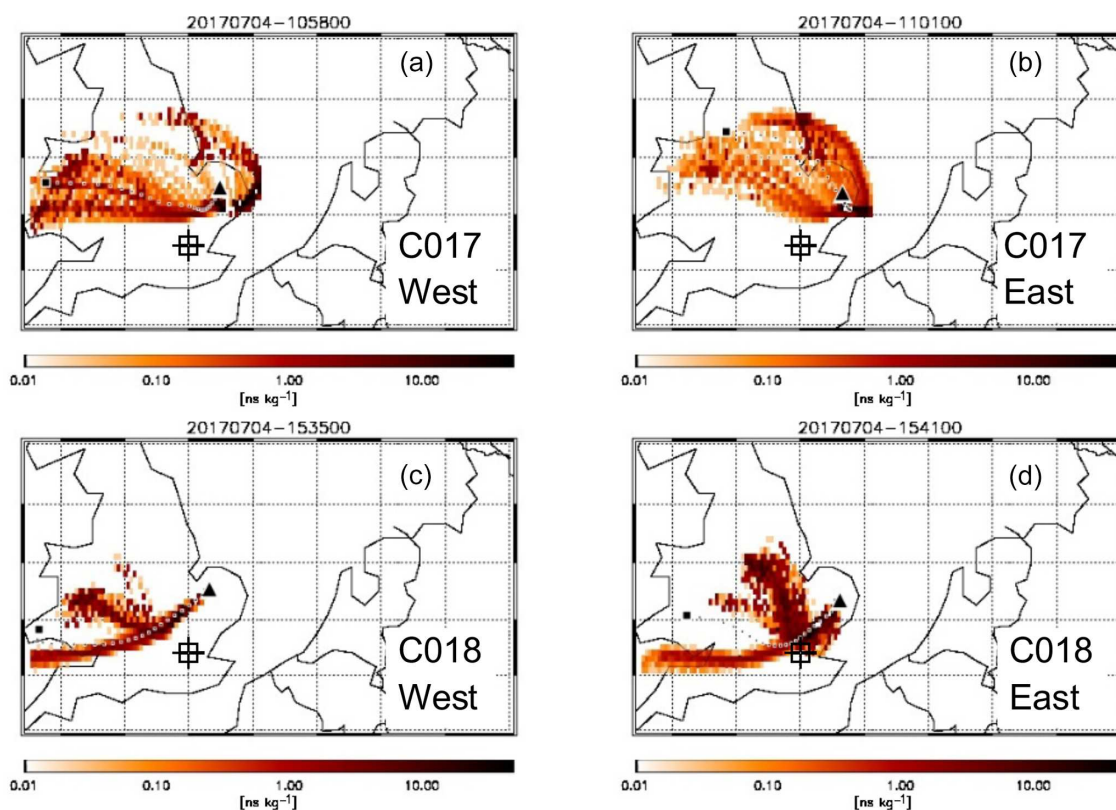 20170704-105800
(a)
C017
West
0.01 0.10 1.00 10.00
[ns kg⁻¹]
20170704-110100
(b)
C017
East
0.01 0.10 1.00 10.00
[ns kg⁻¹]
20170704-153500
(c)
C018
West
0.01 0.10 1.00 10.00
[ns kg⁻¹]
20170704-154100
(d)
C018
East
0.01 0.10 1.00 10.00
[ns kg⁻¹]